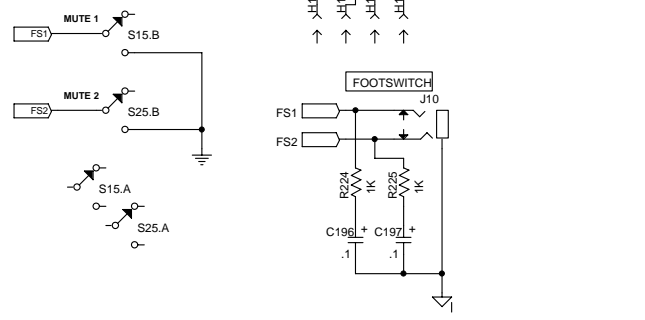 MUTE 1
FS1
S15.B
MUTE 2
FS2
S25.B
S15.A
S25.A
FOOTSWITCH
J10
FS1
FS2
R224
1K
R225
1K
C196
+
C197
+
.1
.1